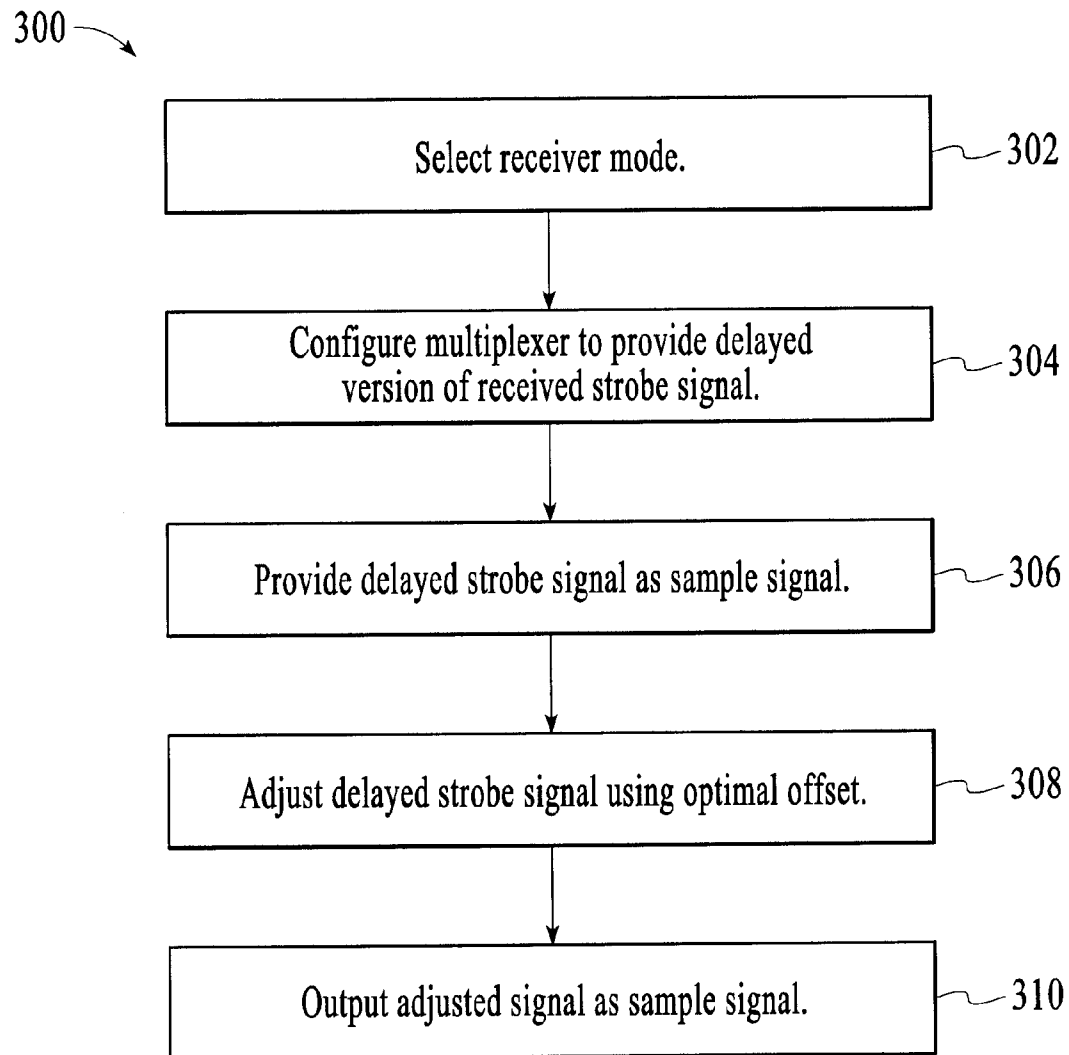 300
Select receiver mode.
302
Configure multiplexer to provide delayed
version of received strobe signal.
304
Provide delayed strobe signal as sample signal.
306
Adjust delayed strobe signal using optimal offset.
308
Output adjusted signal as sample signal.
310